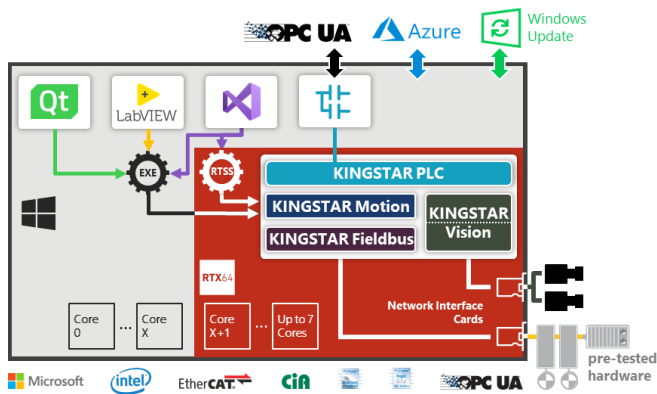 OPC UA
Azure
Windows
Update
Qt
LabVIEW
EXE
RTSS
KINGSTAR PLC
KINGSTAR Motion
KINGSTAR
Vision
KINGSTAR Fieldbus
RTX64
Network Interface
Cards
Core
0
...
Core
X
Core
X+1
...
Up to 7
Cores
pre-tested
hardware
Microsoft
intel
EtherCAT
CiA
OPC UA